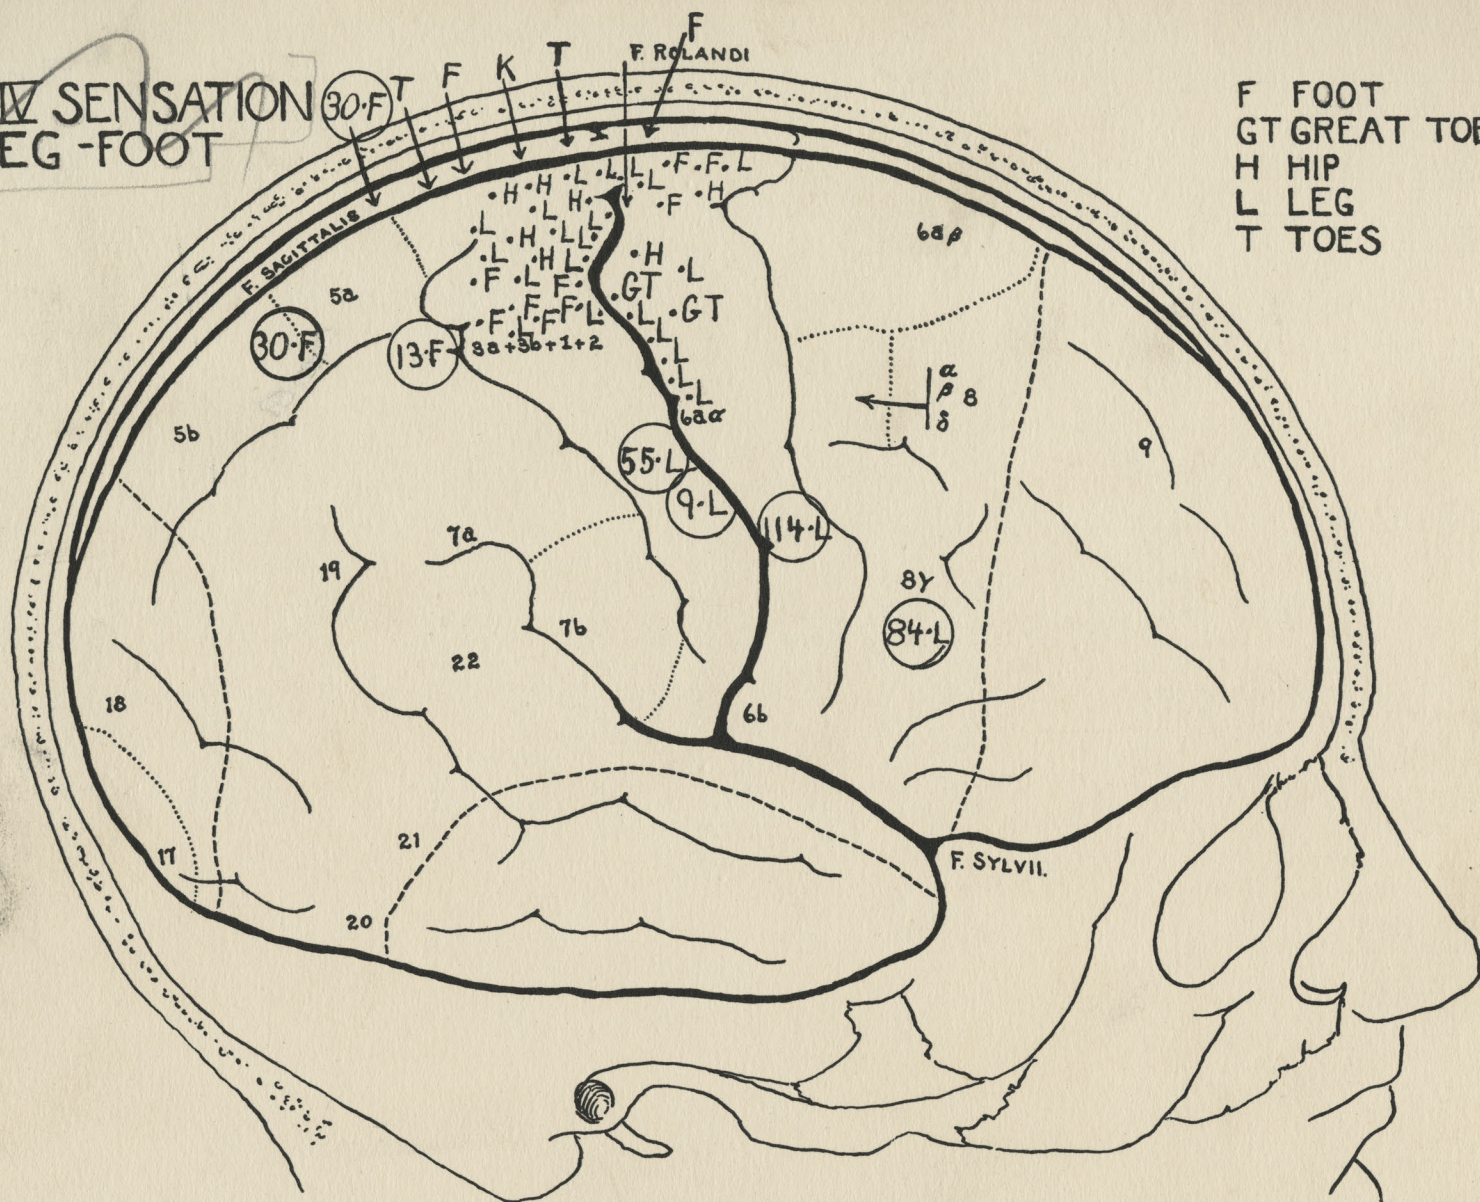 IV SENSATION
EG-FOOT
30·F
T
F
K
T
F. ROLANDI
F
F FOOT
GT GREAT TOE
H HIP
L LEG
T TOES
F. SAGITTALIS
·H ·H ·L ·L ·L ·F ·F ·L
·L ·H ·L ·F ·H
·L ·H ·L ·L ·L
·L ·H ·L ·H ·L
·F ·L ·F ·GT ·GT
·F ·F ·F ·L ·L ·L
·L ·F
·L
·L
·L
5a
6aβ
30·F
13·F
3a+3b+1+2
α
β 8
δ
6aα
5b
9
55·L
9·L
114·L
7a
19
8γ
7b
84·L
22
18
6b
21
17
F. SYLVII.
20